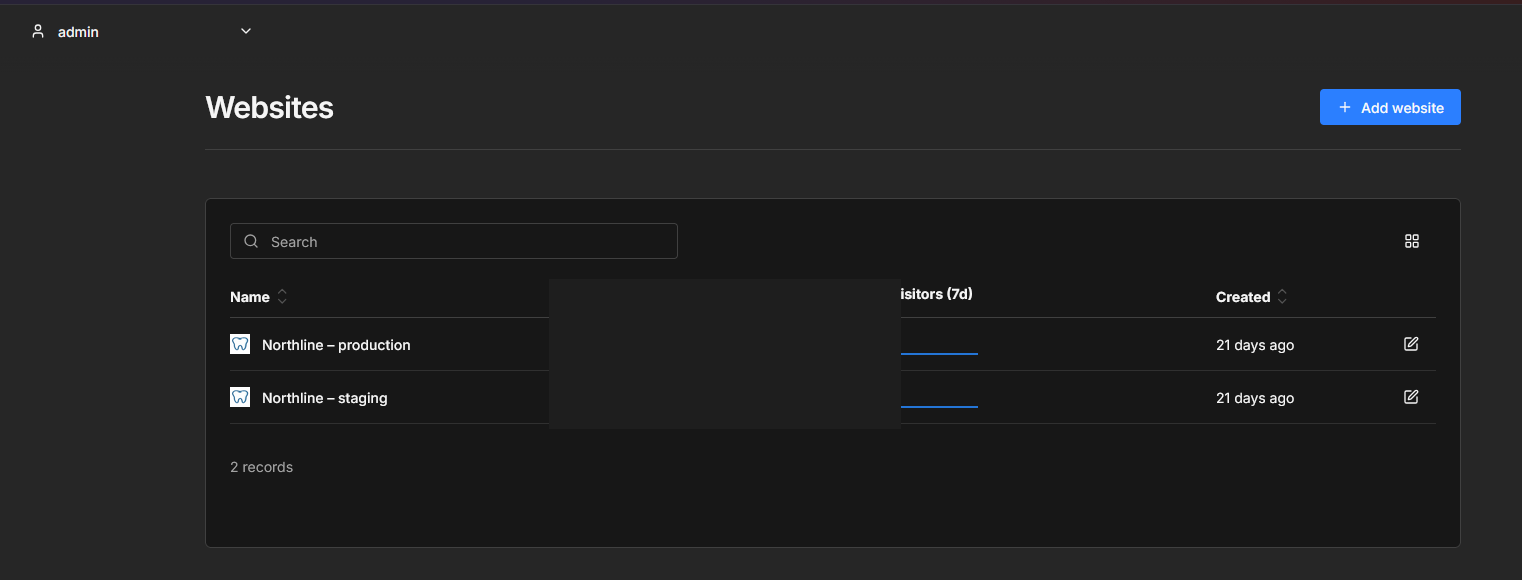 admin
Websites
+ Add website
Search
Name isitors (7d) Created
Northline – production 21 days ago
Northline – staging 21 days ago
2 records